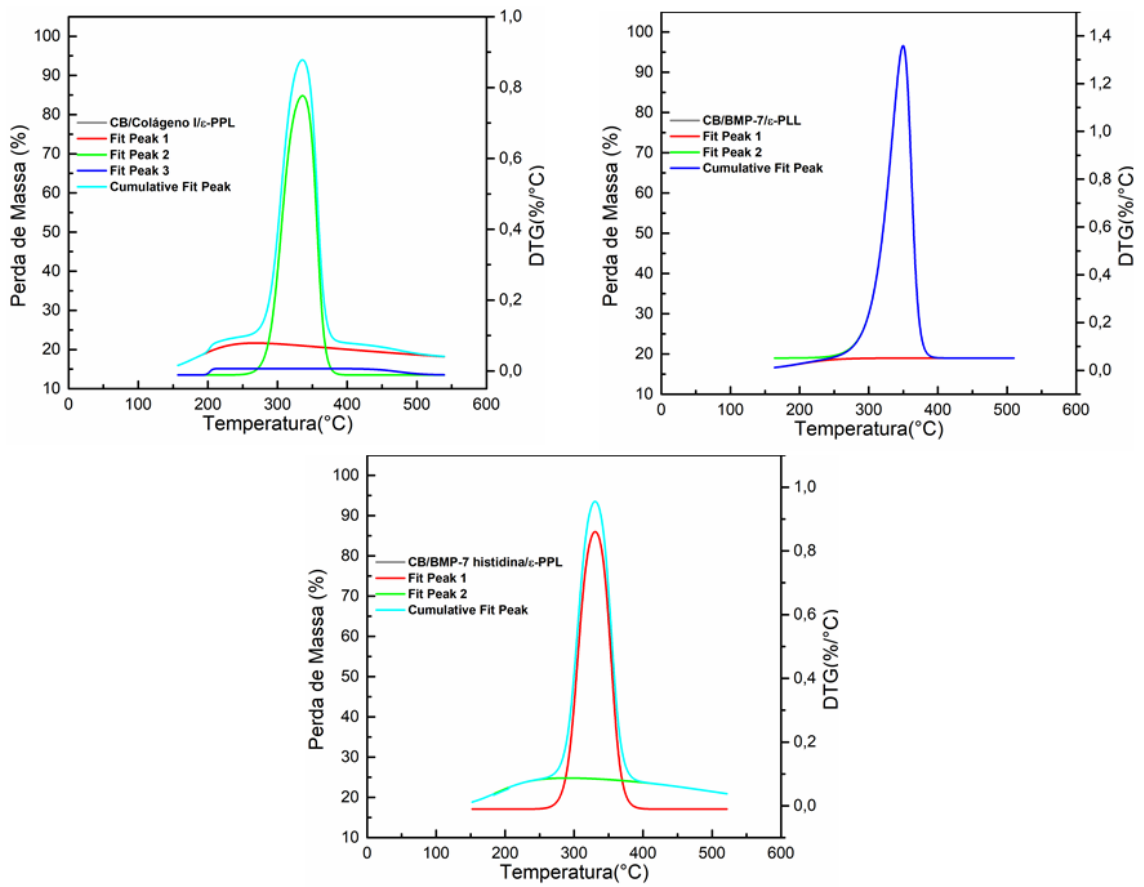 100
90
80
70
60
50
40
30
20
10
Perda de Massa (%)
CB/Colágeno I/ε-PPL
Fit Peak 1
Fit Peak 2
Fit Peak 3
Cumulative Fit Peak
1,0
0,8
0,6
0,4
0,2
0,0
DTG(%/°C)
0 100 200 300 400 500 600
Temperatura(°C)
100
90
80
70
60
50
40
30
20
10
Perda de Massa (%)
CB/BMP-7/ε-PLL
Fit Peak 1
Fit Peak 2
Cumulative Fit Peak
1,4
1,2
1,0
0,8
0,6
0,4
0,2
0,0
DTG(%/°C)
0 100 200 300 400 500 600
Temperatura(°C)
100
90
80
70
60
50
40
30
20
10
Perda de Massa (%)
CB/BMP-7 histidina/ε-PPL
Fit Peak 1
Fit Peak 2
Cumulative Fit Peak
1,0
0,8
0,6
0,4
0,2
0,0
DTG(%/°C)
0 100 200 300 400 500 600
Temperatura(°C)